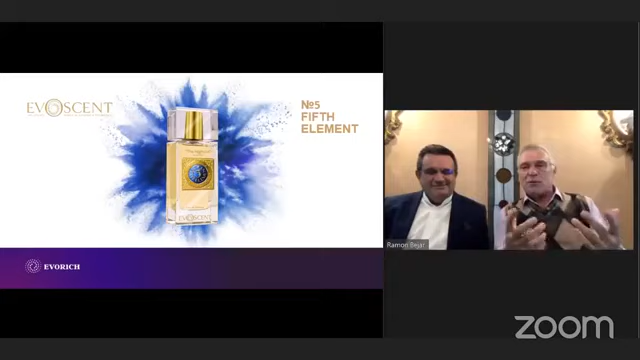 EVOSCENT
№5
FIFTH
ELEMENT
EVOSCENT
EVORICH
Ramon Bejar
zoom